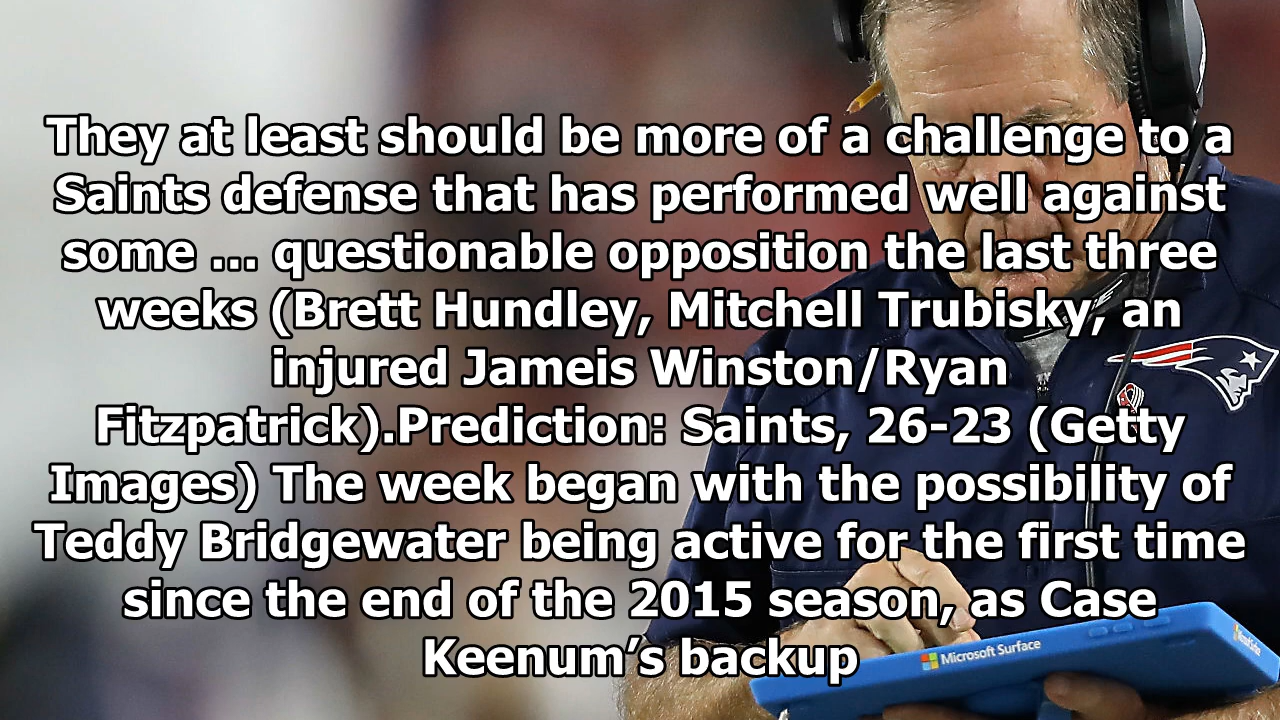 They at least should be more of a challenge to a
Saints defense that has performed well against
some ... questionable opposition the last three
weeks (Brett Hundley, Mitchell Trubisky, an
injured Jameis Winston/Ryan
Fitzpatrick).Prediction: Saints, 26-23 (Getty
Images) The week began with the possibility of
Teddy Bridgewater being active for the first time
since the end of the 2015 season, as Case
Keenum’s backup
Microsoft Surface